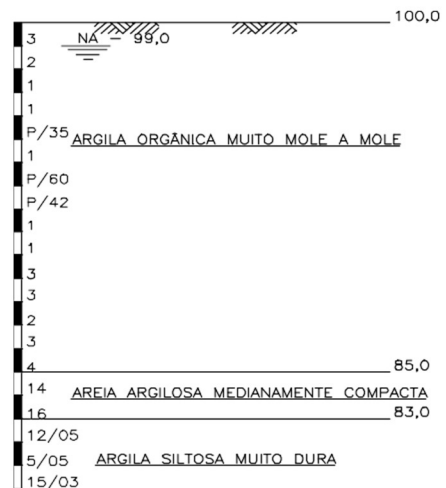 100,0
3
NA - 99,0
2
1
1
P/35
ARGILA ORGÂNICA MUITO MOLE A MOLE
1
P/60
P/42
1
1
3
3
2
3
4
85,0
14
AREIA ARGILOSA MEDIANAMENTE COMPACTA
16
83,0
12/05
5/05
ARGILA SILTOSA MUITO DURA
15/03